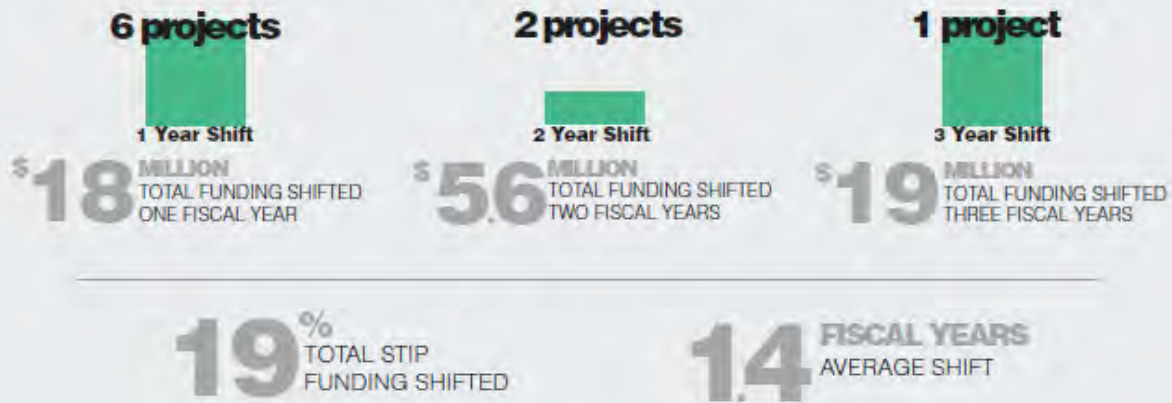 6 projects
1 Year Shift
$18 MILLION
TOTAL FUNDING SHIFTED
ONE FISCAL YEAR
2 projects
2 Year Shift
$5.6 MILLION
TOTAL FUNDING SHIFTED
TWO FISCAL YEARS
1 project
3 Year Shift
$19 MILLION
TOTAL FUNDING SHIFTED
THREE FISCAL YEARS
19%
TOTAL STIP
FUNDING SHIFTED
1.4 FISCAL YEARS
AVERAGE SHIFT